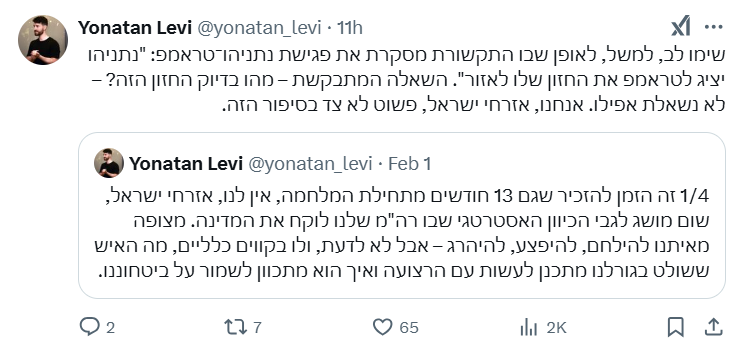 Yonatan Levi @yonatan_levi · 11h
שימו לב, למשל, לאופן שבו התקשורת מסקרת את פגישת נתניהו־טראמפ: "נתניהו
יציג לטראמפ את החזון שלו לאזור". השאלה המתבקשת – מהו בדיוק החזון הזה? –
לא נשאלת אפילו. אנחנו, אזרחי ישראל, פשוט לא צד בסיפור הזה.
Yonatan Levi @yonatan_levi · Feb 1
1/4 זה הזמן להזכיר שגם 13 חודשים מתחילת המלחמה, אין לנו, אזרחי ישראל,
שום מושג לגבי הכיוון האסטרטגי שבו רה"מ שלנו לוקח את המדינה. מצופה
מאיתנו להילחם, להיפצע, להיהרג – אבל לא לדעת, ולו בקווים כלליים, מה האיש
ששולט בגורלנו מתכנן לעשות עם הרצועה ואיך הוא מתכוון לשמור על ביטחוננו.
2 7 65 2K